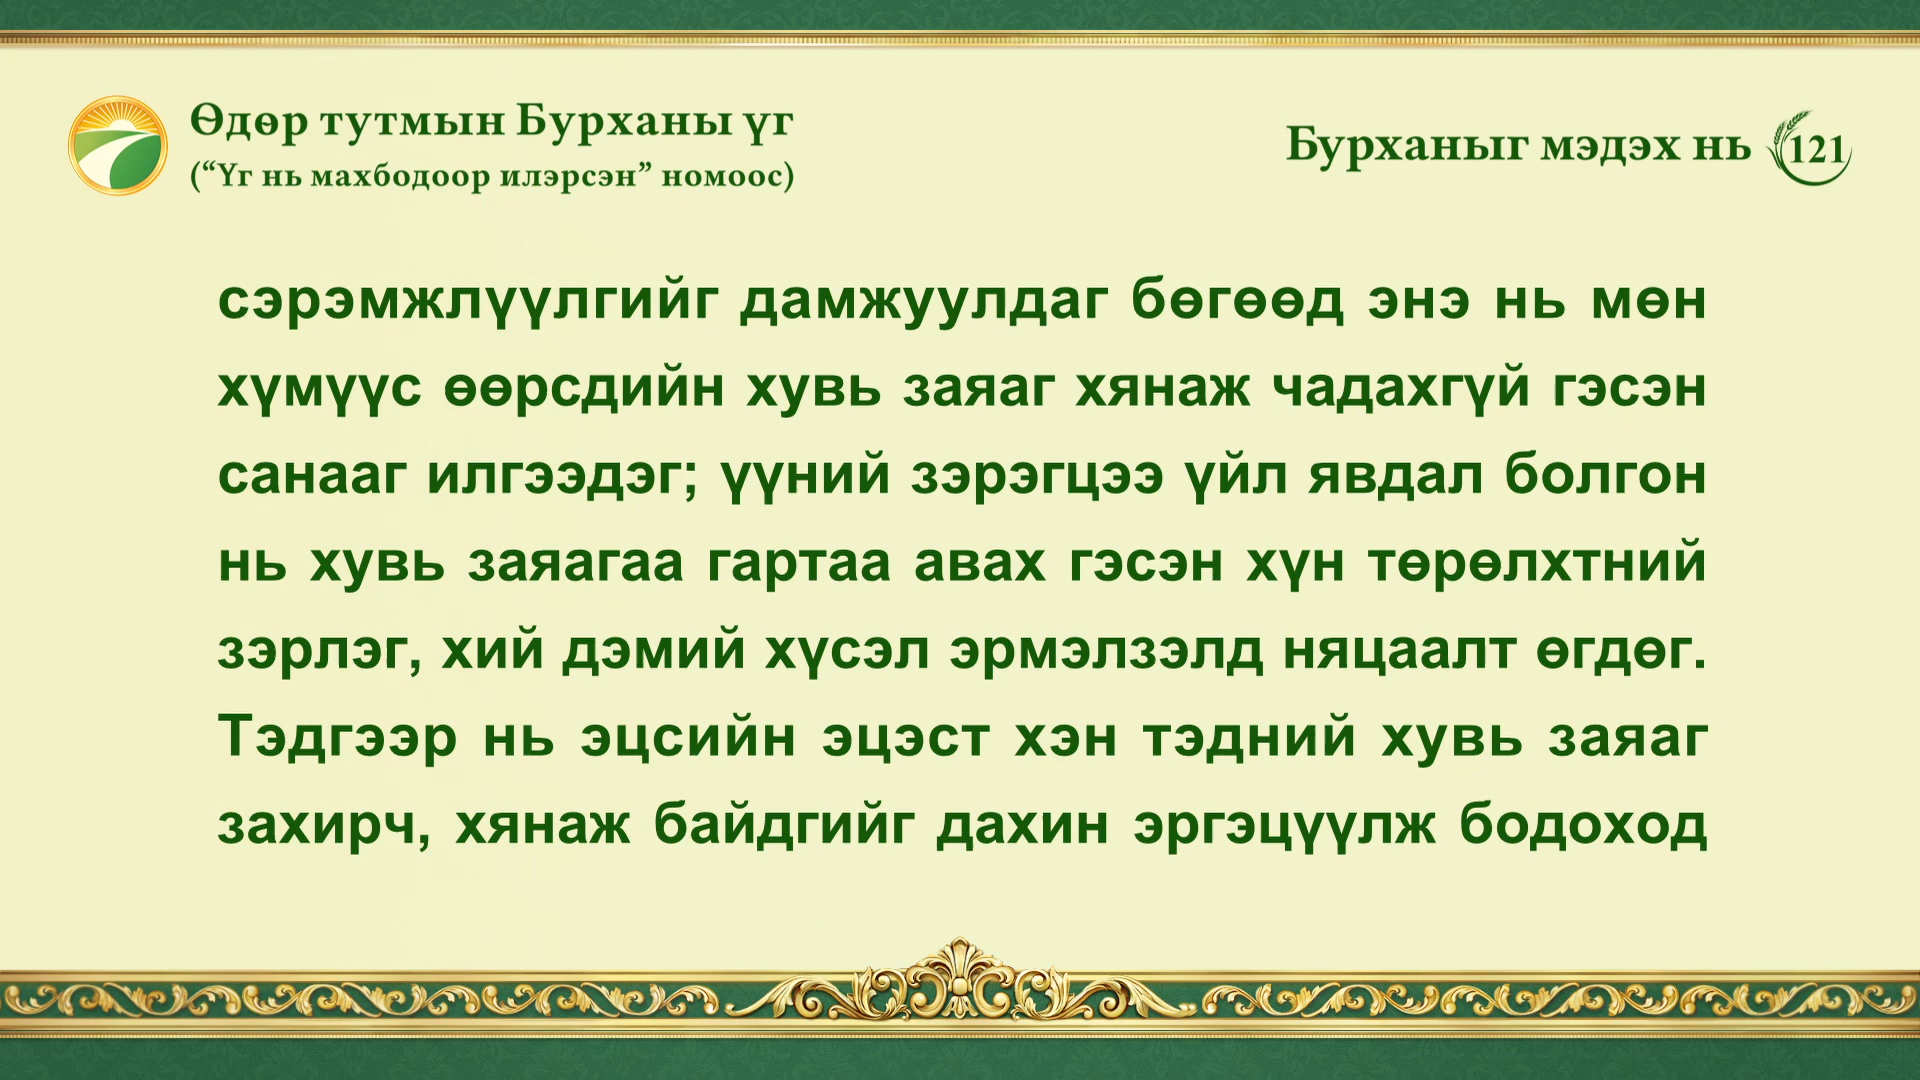 Өдөр тутмын Бурханы үг
(“Үг нь махбодоор илэрсэн” номоос)
Бурханыг мэдэх нь 121
сэрэмжлүүлгийг дамжуулдаг бөгөөд энэ нь мөн
хүмүүс өөрсдийн хувь заяаг хянаж чадахгүй гэсэн
санааг илгээдэг; үүний зэрэгцээ үйл явдал болгон
нь хувь заяагаа гартаа авах гэсэн хүн төрөлхтний
зэрлэг, хий дэмий хүсэл эрмэлзэлд няцаалт өгдөг.
Тэдгээр нь эцсийн эцэст хэн тэдний хувь заяаг
захирч, хянаж байдгийг дахин эргэцүүлж бодоход